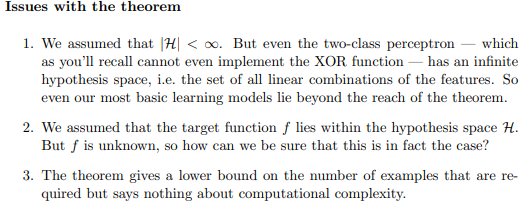 Issues with the theorem
1. We assumed that |ℋ| < ∞. But even the two-class perceptron — which
as you'll recall cannot even implement the XOR function — has an infinite
hypothesis space, i.e. the set of all linear combinations of the features. So
even our most basic learning models lie beyond the reach of the theorem.
2. We assumed that the target function f lies within the hypothesis space ℋ.
But f is unknown, so how can we be sure that this is in fact the case?
3. The theorem gives a lower bound on the number of examples that are re-
quired but says nothing about computational complexity.